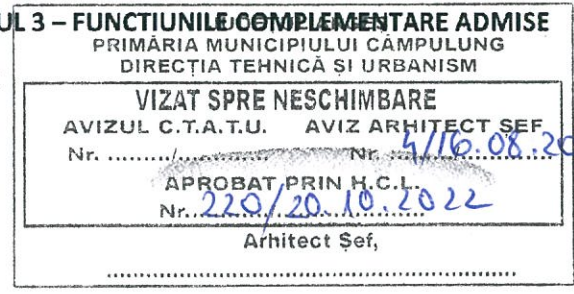 UL 3 – FUNCTIUNILE COMPLEMENTARE ADMISE
PRIMĂRIA MUNICIPIULUI CÂMPULUNG
DIRECȚIA TEHNICĂ ȘI URBANISM
VIZAT SPRE NESCHIMBARE
AVIZUL C.T.A.T.U. AVIZ ARHITECT ȘEF
Nr. ........./............... Nr. 4/16.08.20
APROBAT PRIN H.C.L.
Nr. 220/20.10.2022
Arhitect Șef,